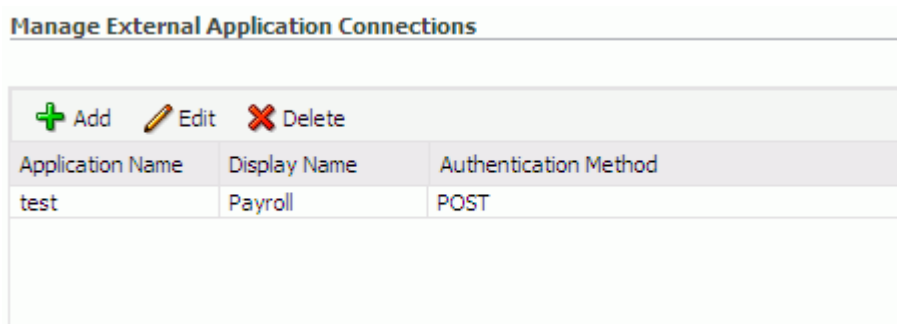 Manage External Application Connections
Add Edit Delete
Application Name Display Name Authentication Method
test Payroll POST